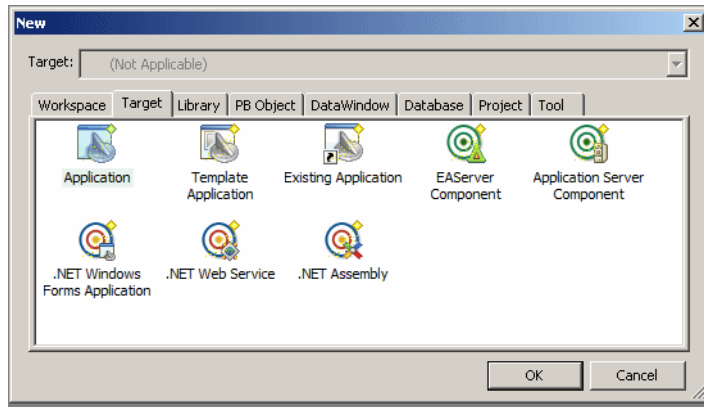 New
Target: (Not Applicable)
Workspace Target Library PB Object DataWindow Database Project Tool
Application Template Existing Application EAServer Application Server
Application Component Component
.NET Windows .NET Web Service .NET Assembly
Forms Application
OK Cancel